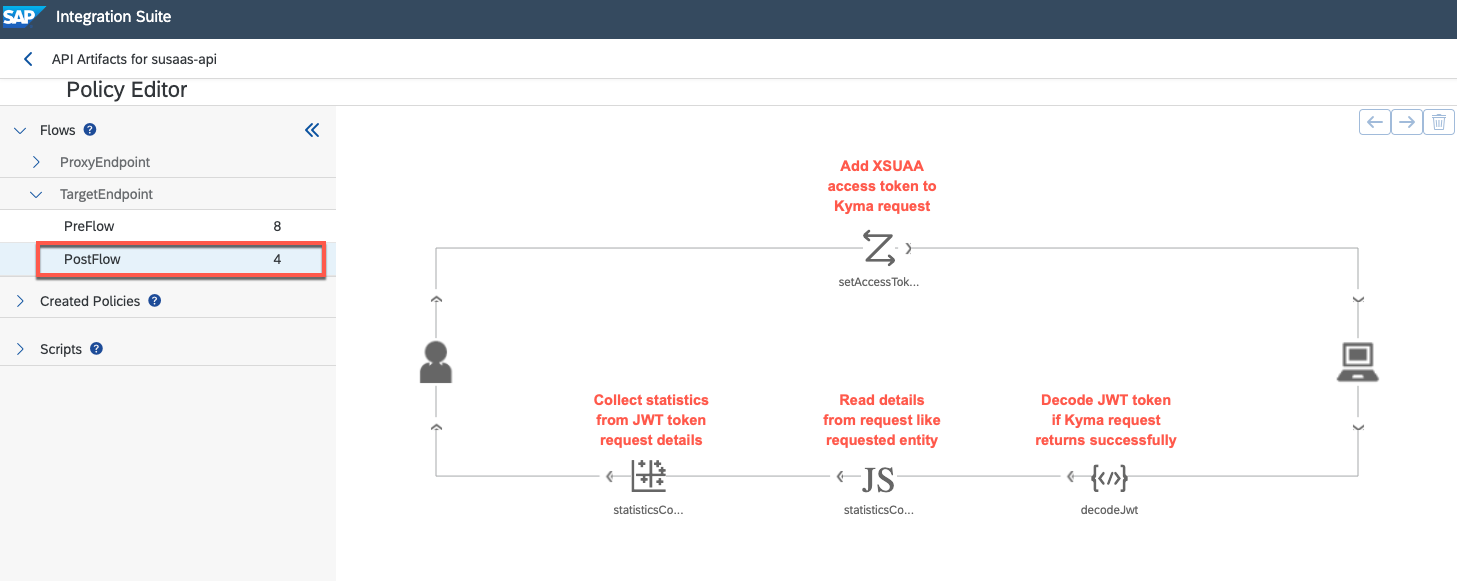 SAP Integration Suite
API Artifacts for susaas-api
Policy Editor
Flows ?
ProxyEndpoint
TargetEndpoint
PreFlow 8
PostFlow 4
Created Policies ?
Scripts ?
Add XSUAA
access token to
Kyma request
setAccessTok...
Collect statistics
from JWT token
request details
statisticsCo...
Read details
from request like
requested entity
JS
statisticsCo...
Decode JWT token
if Kyma request
returns successfully
{</>}
decodeJwt